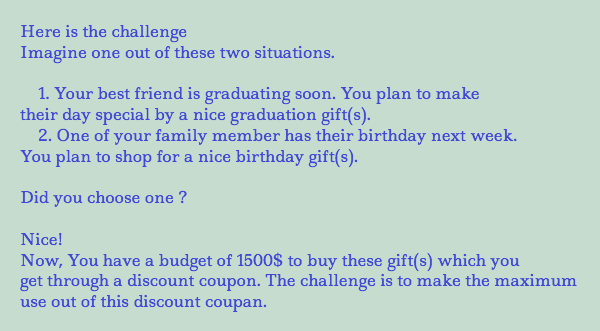 Here is the challenge
Imagine one out of these two situations.
1. Your best friend is graduating soon. You plan to make
their day special by a nice graduation gift(s).
2. One of your family member has their birthday next week.
You plan to shop for a nice birthday gift(s).
Did you choose one ?
Nice!
Now, You have a budget of 1500$ to buy these gift(s) which you
get through a discount coupon. The challenge is to make the maximum
use out of this discount coupan.